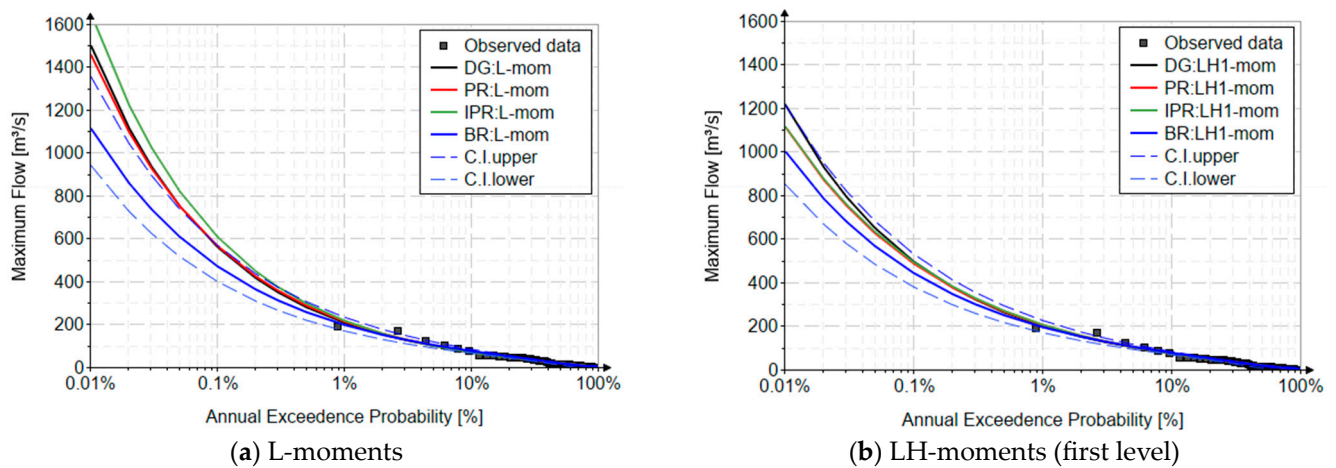 1600
1400
1200
1000
800
600
400
200
0
Maximum Flow [m³/s]
0.01%
0.1%
1%
10%
100%
Annual Exceedence Probability [%]
Observed data
DG:L-mom
PR:L-mom
IPR:L-mom
BR:L-mom
C.I.upper
C.I.lower
(a) L-moments
1600
1400
1200
1000
800
600
400
200
0
Maximum Flow [m³/s]
0.01%
0.1%
1%
10%
100%
Annual Exceedence Probability [%]
Observed data
DG:LH1-mom
PR:LH1-mom
IPR:LH1-mom
BR:LH1-mom
C.I.upper
C.I.lower
(b) LH-moments (first level)